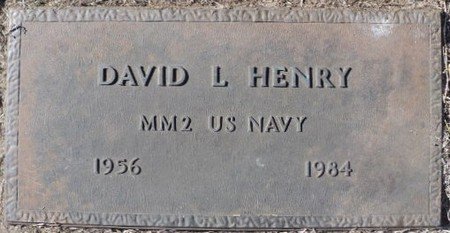 DAVID L HENRY
MM2 US NAVY
1956 1984